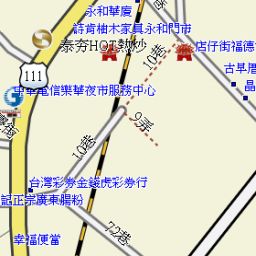 永和華慶
詩肯柚木家具永和門市
泰夯HOT熱炒
店仔街福德
古早厝
晶
111
10巷
中華電信樂華夜市服務中心
10巷
9弄
台灣彩券金錢虎彩券行
記正宗廣東腸粉
72巷
幸福便當